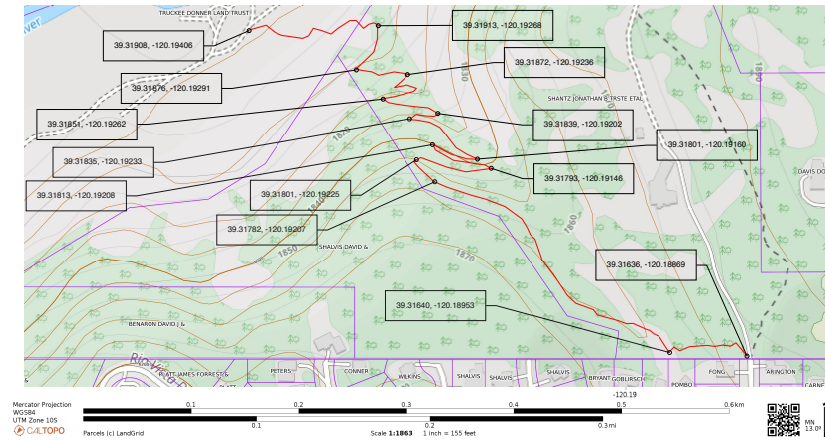 TRUCKEE DONNER LAND TRUST
39.31913, -120.19268
39.31908, -120.19406
39.31872, -120.19236
1830
1890
39.31876, -120.19291
SHANTZ JONATHAN B TRSTE ETAL
39.31851, -120.19262
39.31839, -120.19202
39.31801, -120.19160
39.31835, -120.19233
DAVIS DO
39.31793, -120.19146
39.31813, -120.19208
39.31801, -120.19225
39.31782, -120.19207
1860
SHALVIS DAVID &
1850
1870
39.31636, -120.18869
39.31640, -120.18953
BENARON DAVID J &
PLATT JAMES FORREST &
PETERS
CONNER
WILKINS
SHALVIS
SHALVIS
SHALVIS
BRYANT
GOBUIRSCH
POMBO
FONG
ARINGTON
CARNE
-120.19
Mercator Projection
WGS84
UTM Zone 10S
CALTOPO
0.1 0.2 0.3 0.4 0.5 0.6km
0.1 0.2 0.3 mi
Parcels (c) LandGrid
Scale 1:1863 1 inch = 155 feet
MN
13.0°